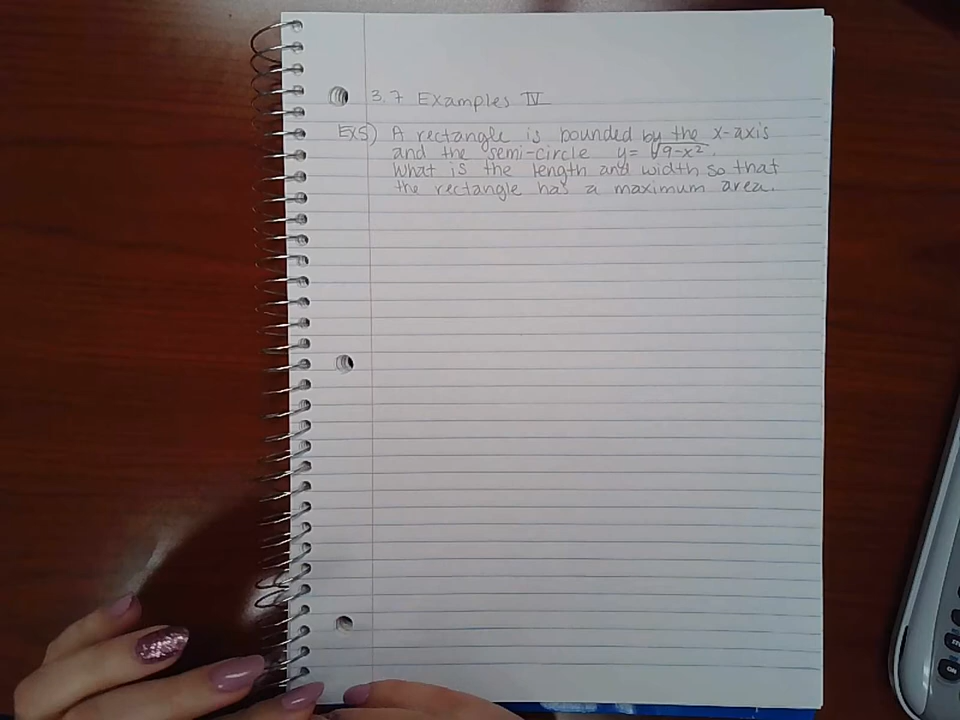 3.7 Examples IV
Ex5) A rectangle is bounded by the x-axis
and the semi-circle y = √9-x².
What is the length and width so that
the rectangle has a maximum area.
ON